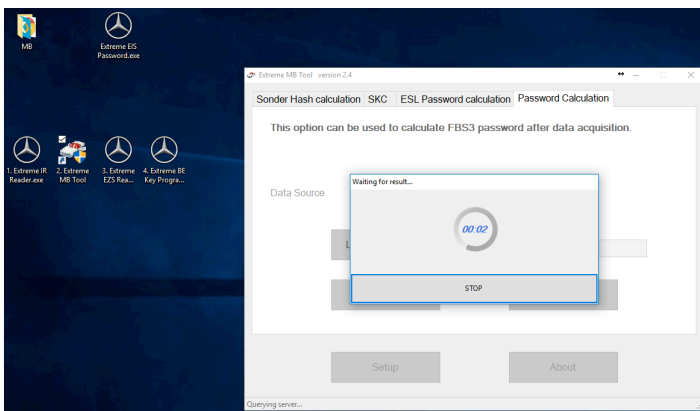 MB
Extreme EIS
Password.exe
1. Extreme IR
Reader.exe
2. Extreme
MB Tool
3. Extreme
EZS Rea...
4. Extreme BE
Key Progra...
Extreme MB Tool version 2.4
Sonder Hash calculation SKC ESL Password calculation Password Calculation
This option can be used to calculate FBS3 password after data acquisition.
Data Source
Waiting for result...
00:02
L
STOP
Setup
About
Querying server...